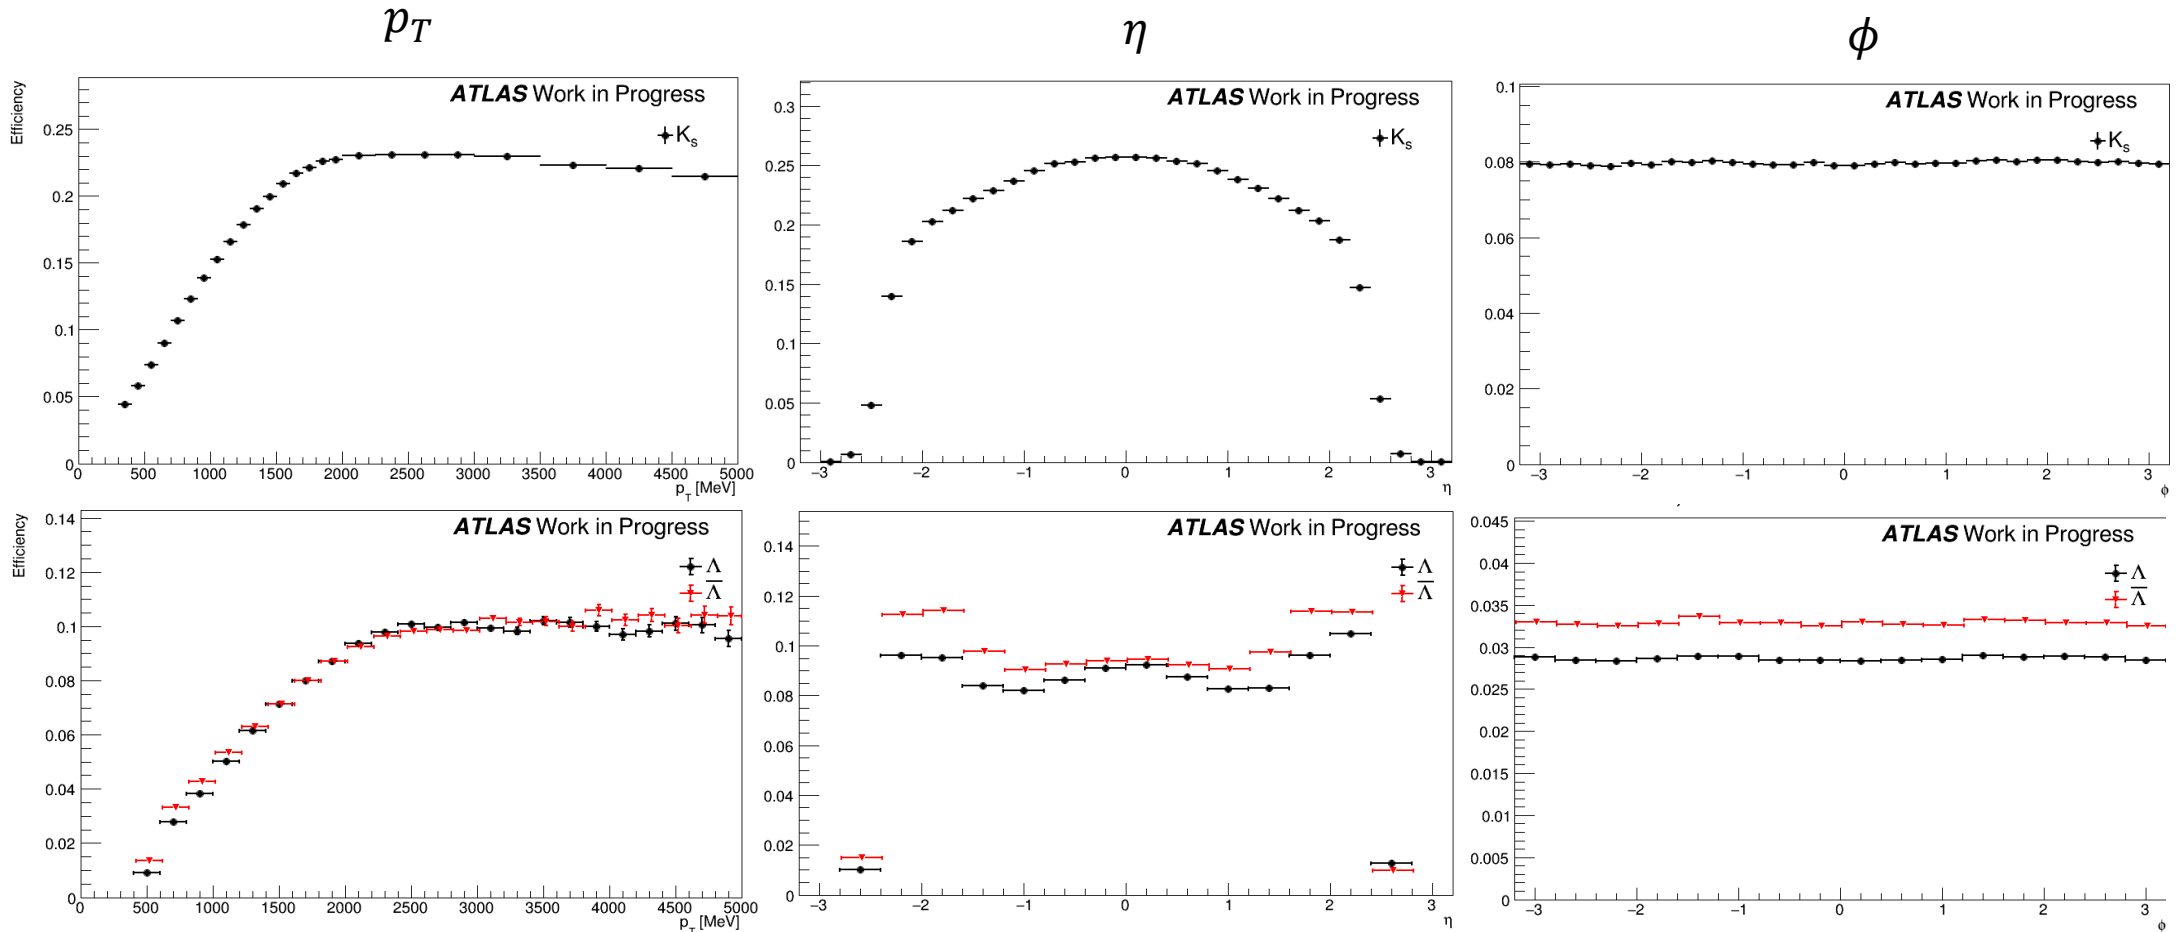 p_T
η
ϕ
Efficiency
ATLAS Work in Progress
K_s
0.25
0.2
0.15
0.1
0.05
0
500 1000 1500 2000 2500 3000 3500 4000 4500 5000
p_T [MeV]
ATLAS Work in Progress
K_s
0.3
0.25
0.2
0.15
0.1
0.05
0
−3 −2 −1 0 1 2 3
η
ATLAS Work in Progress
K_s
0.1
0.08
0.06
0.04
0.02
0
−3 −2 −1 0 1 2 3
ϕ
Efficiency
ATLAS Work in Progress
Λ
Λ̅
0.14
0.12
0.1
0.08
0.06
0.04
0.02
0
0 500 1000 1500 2000 2500 3000 3500 4000 4500 5000
p_T [MeV]
ATLAS Work in Progress
Λ
Λ̅
0.14
0.12
0.1
0.08
0.06
0.04
0.02
0
−3 −2 −1 0 1 2 3
η
ATLAS Work in Progress
Λ
Λ̅
0.045
0.04
0.035
0.03
0.025
0.02
0.015
0.01
0.005
0
−3 −2 −1 0 1 2 3
ϕ